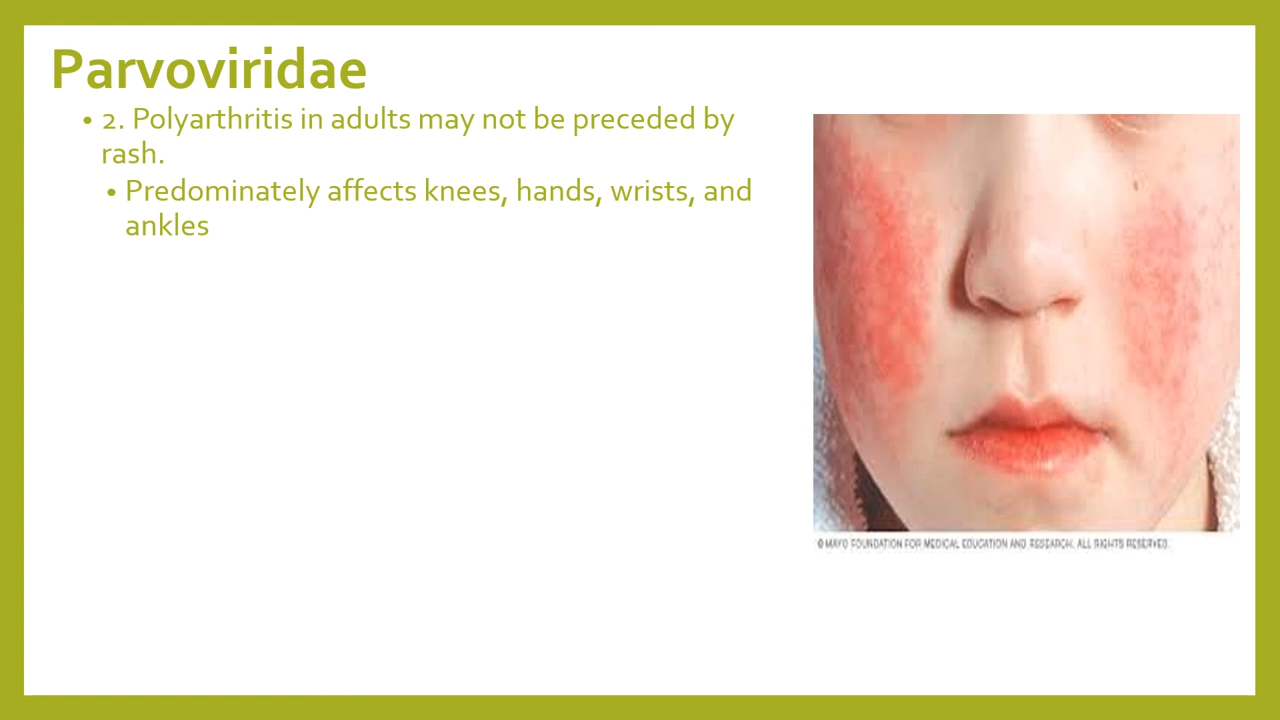 Parvoviridae
• 2. Polyarthritis in adults may not be preceded by
rash.
• Predominately affects knees, hands, wrists, and
ankles
© MAYO FOUNDATION FOR MEDICAL EDUCATION AND RESEARCH. ALL RIGHTS RESERVED.